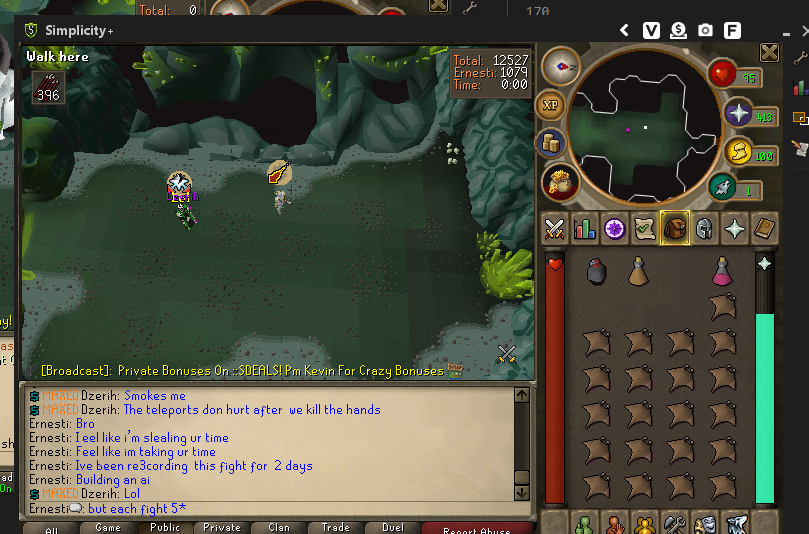 Total: 0
170
Simplicity+
V
F
Walk here
396
Total: 12527
Ernesti: 1079
Time: 0:00
XP
95
413
100
1
Dzerih
[Broadcast]: Private Bonuses On ::SDEALS! Pm Kevin For Crazy Bonuses
MAXED Dzerih: Smokes me
MAXED Dzerih: The teleports don hurt after we kill the hands
Ernesti: Bro
Ernesti: I feel like i'm slealing ur time
Ernesti: Feel like im taking ur time
Ernesti: Ive been re3cording this fight for 2 days
Ernesti: Building an ai
MAXED Dzerih: Lol
Ernesti: but each fight 5*
All
Game
Public
Private
Clan
Trade
Duel
Report Abuse